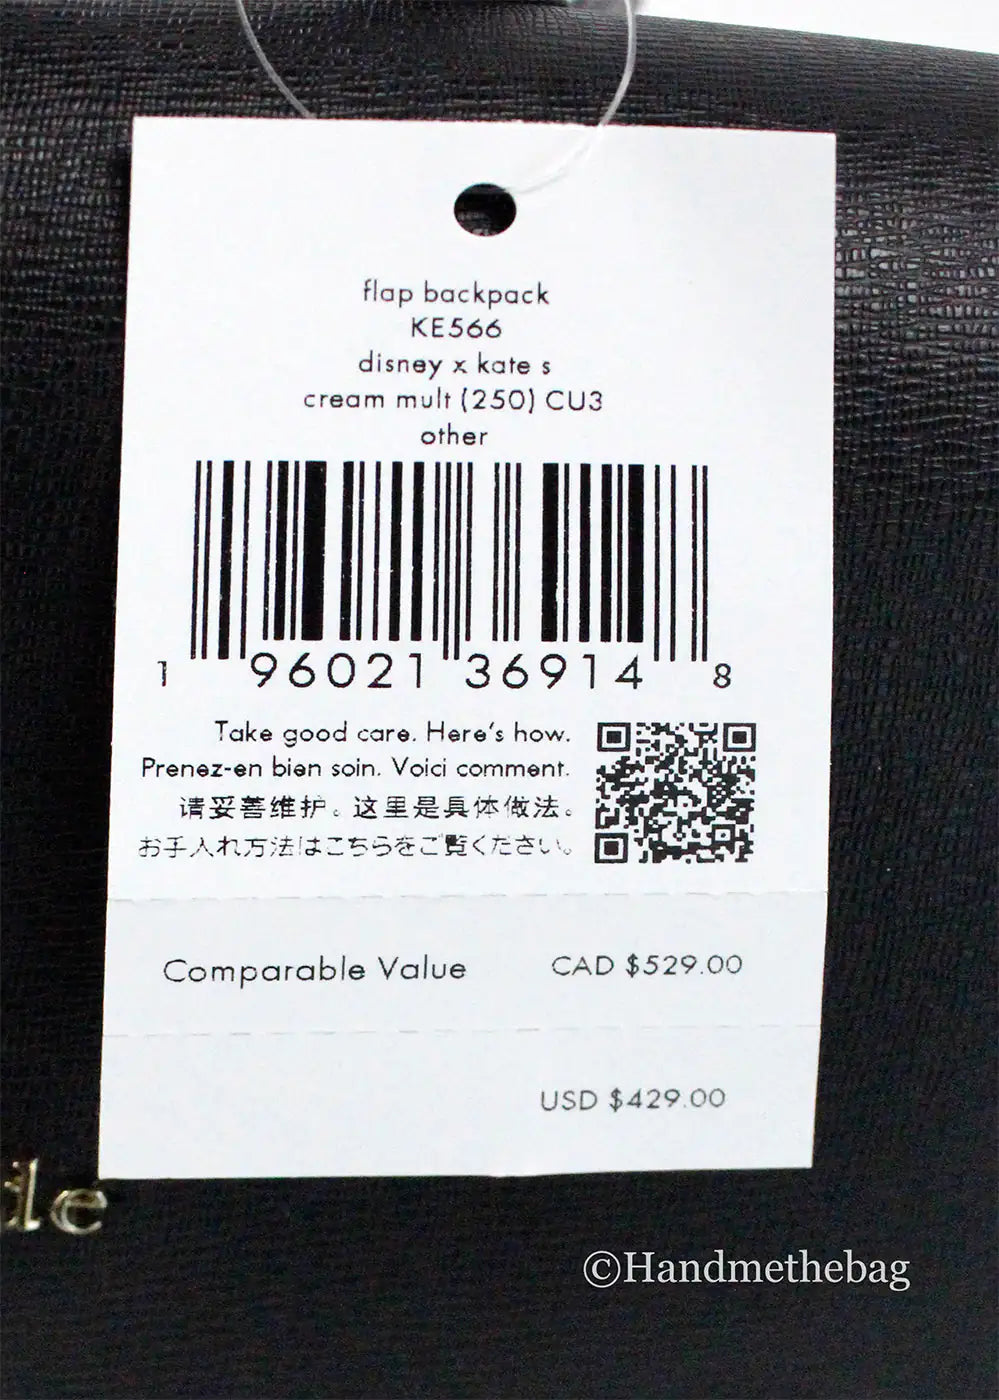 flap backpack
KE566
disney x kate s
cream mult (250) CU3
other
1 96021 36914 8
Take good care. Here's how.
Prenez-en bien soin. Voici comment.
请妥善维护。这里是具体做法。
お手入れ方法はこちらをご覧ください。
Comparable Value CAD $529.00
USD $429.00
de
©Handmethebag